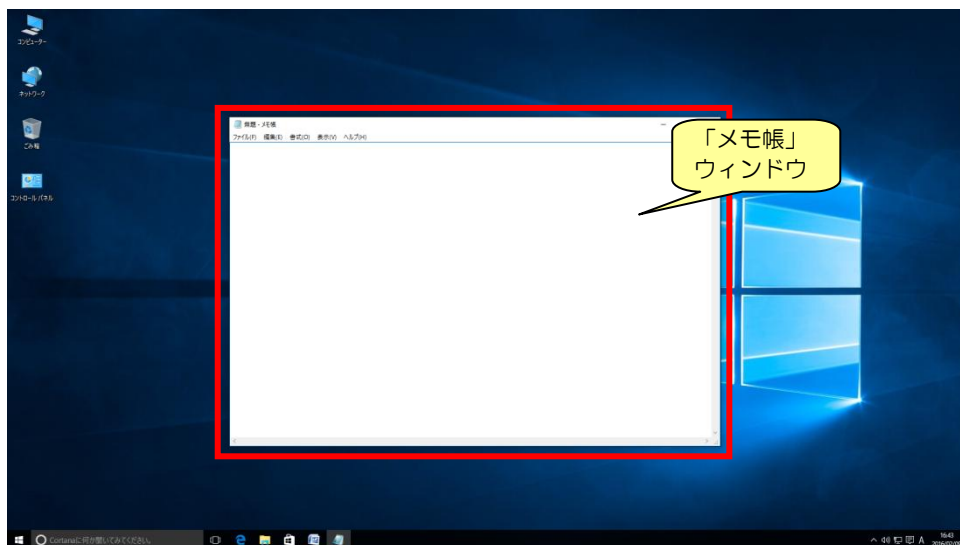 コンピューター
ネットワーク
ごみ箱
コントロール パネル
無題 - メモ帳
ファイル(F) 編集(E) 書式(O) 表示(V) ヘルプ(H)
「メモ帳」
ウィンドウ
Cortanaに何か聞いてみてください。
A
16:43